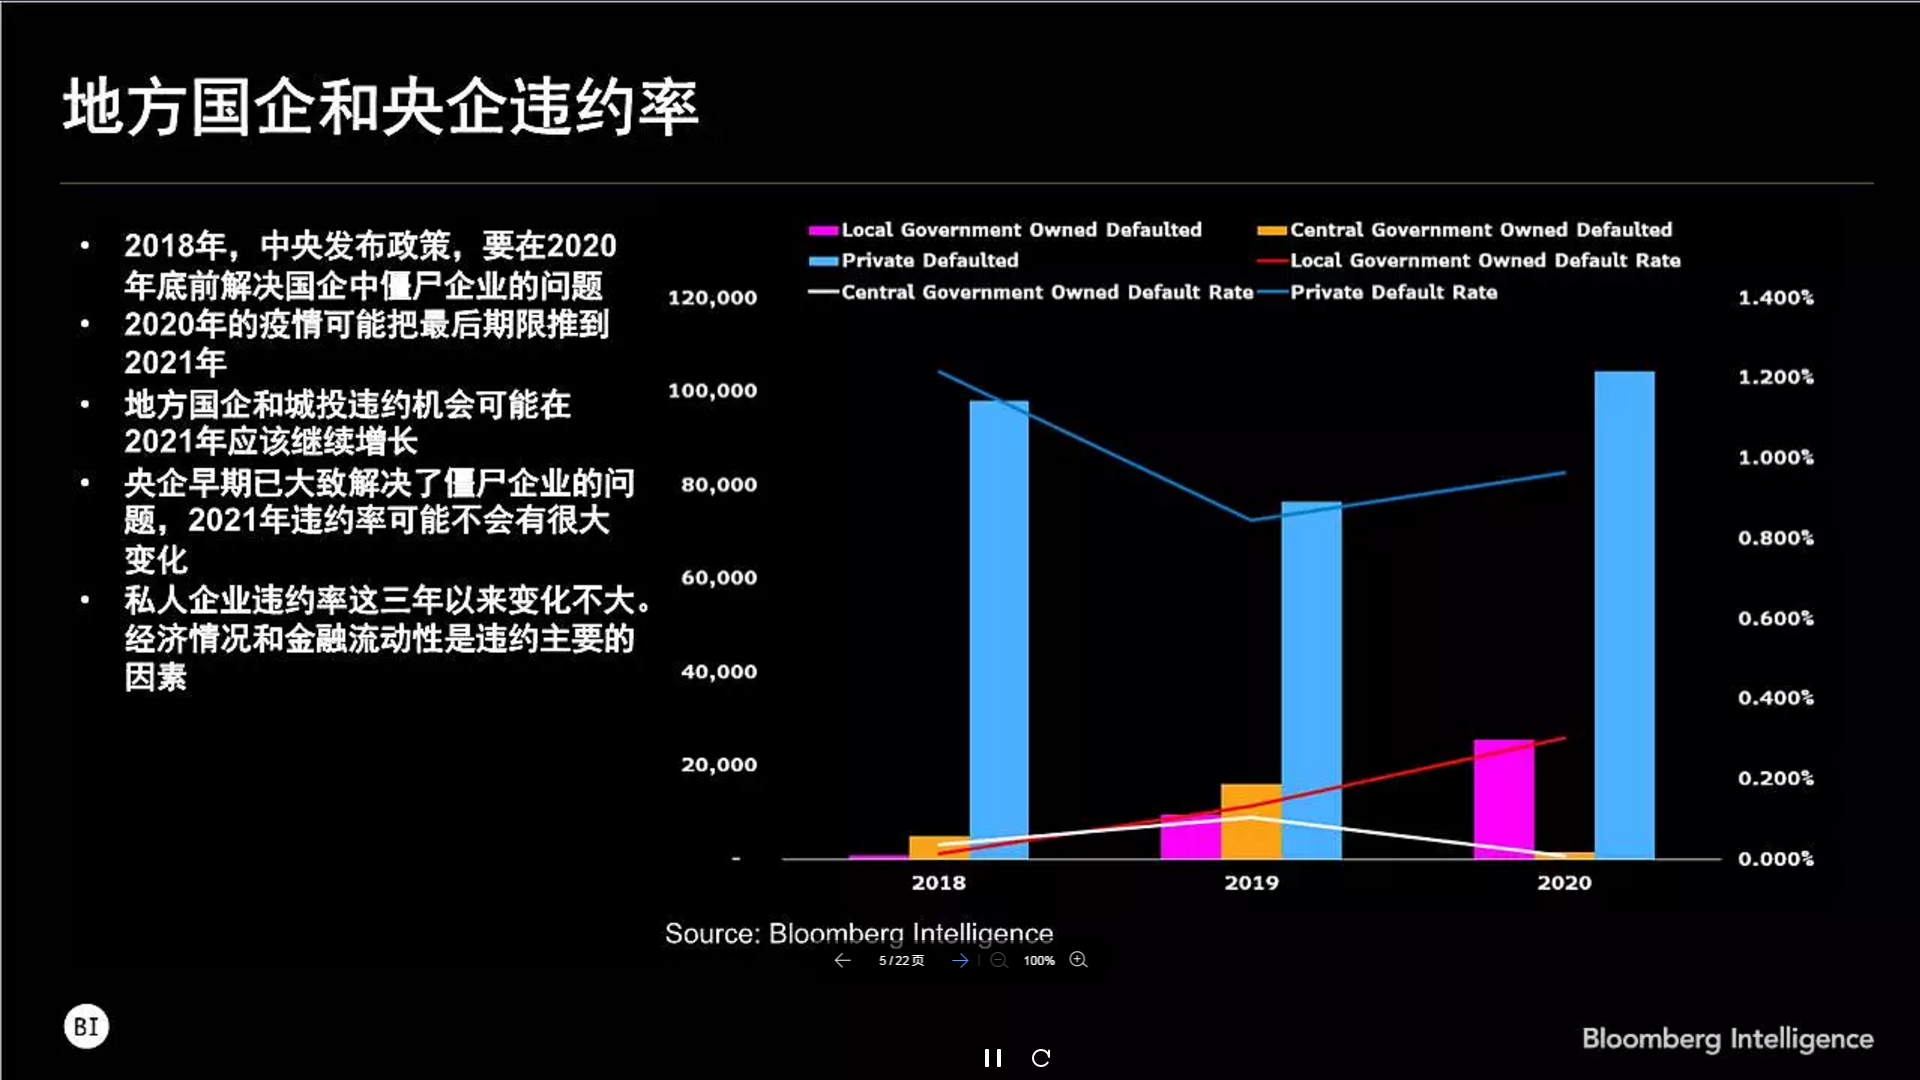 地方国企和央企违约率
• 2018年，中央发布政策，要在2020
年底前解决国企中僵尸企业的问题
• 2020年的疫情可能把最后期限推到
2021年
• 地方国企和城投违约机会可能在
2021年应该继续增长
• 央企早期已大致解决了僵尸企业的问
题，2021年违约率可能不会有很大
变化
• 私人企业违约率这三年以来变化不大。
经济情况和金融流动性是违约主要的
因素
Local Government Owned Defaulted
Central Government Owned Defaulted
Private Defaulted
Local Government Owned Default Rate
Central Government Owned Default Rate
Private Default Rate
120,000
100,000
80,000
60,000
40,000
20,000
-
1.400%
1.200%
1.000%
0.800%
0.600%
0.400%
0.200%
0.000%
2018 2019 2020
Source: Bloomberg Intelligence
5/22页 100%
BI
Bloomberg Intelligence